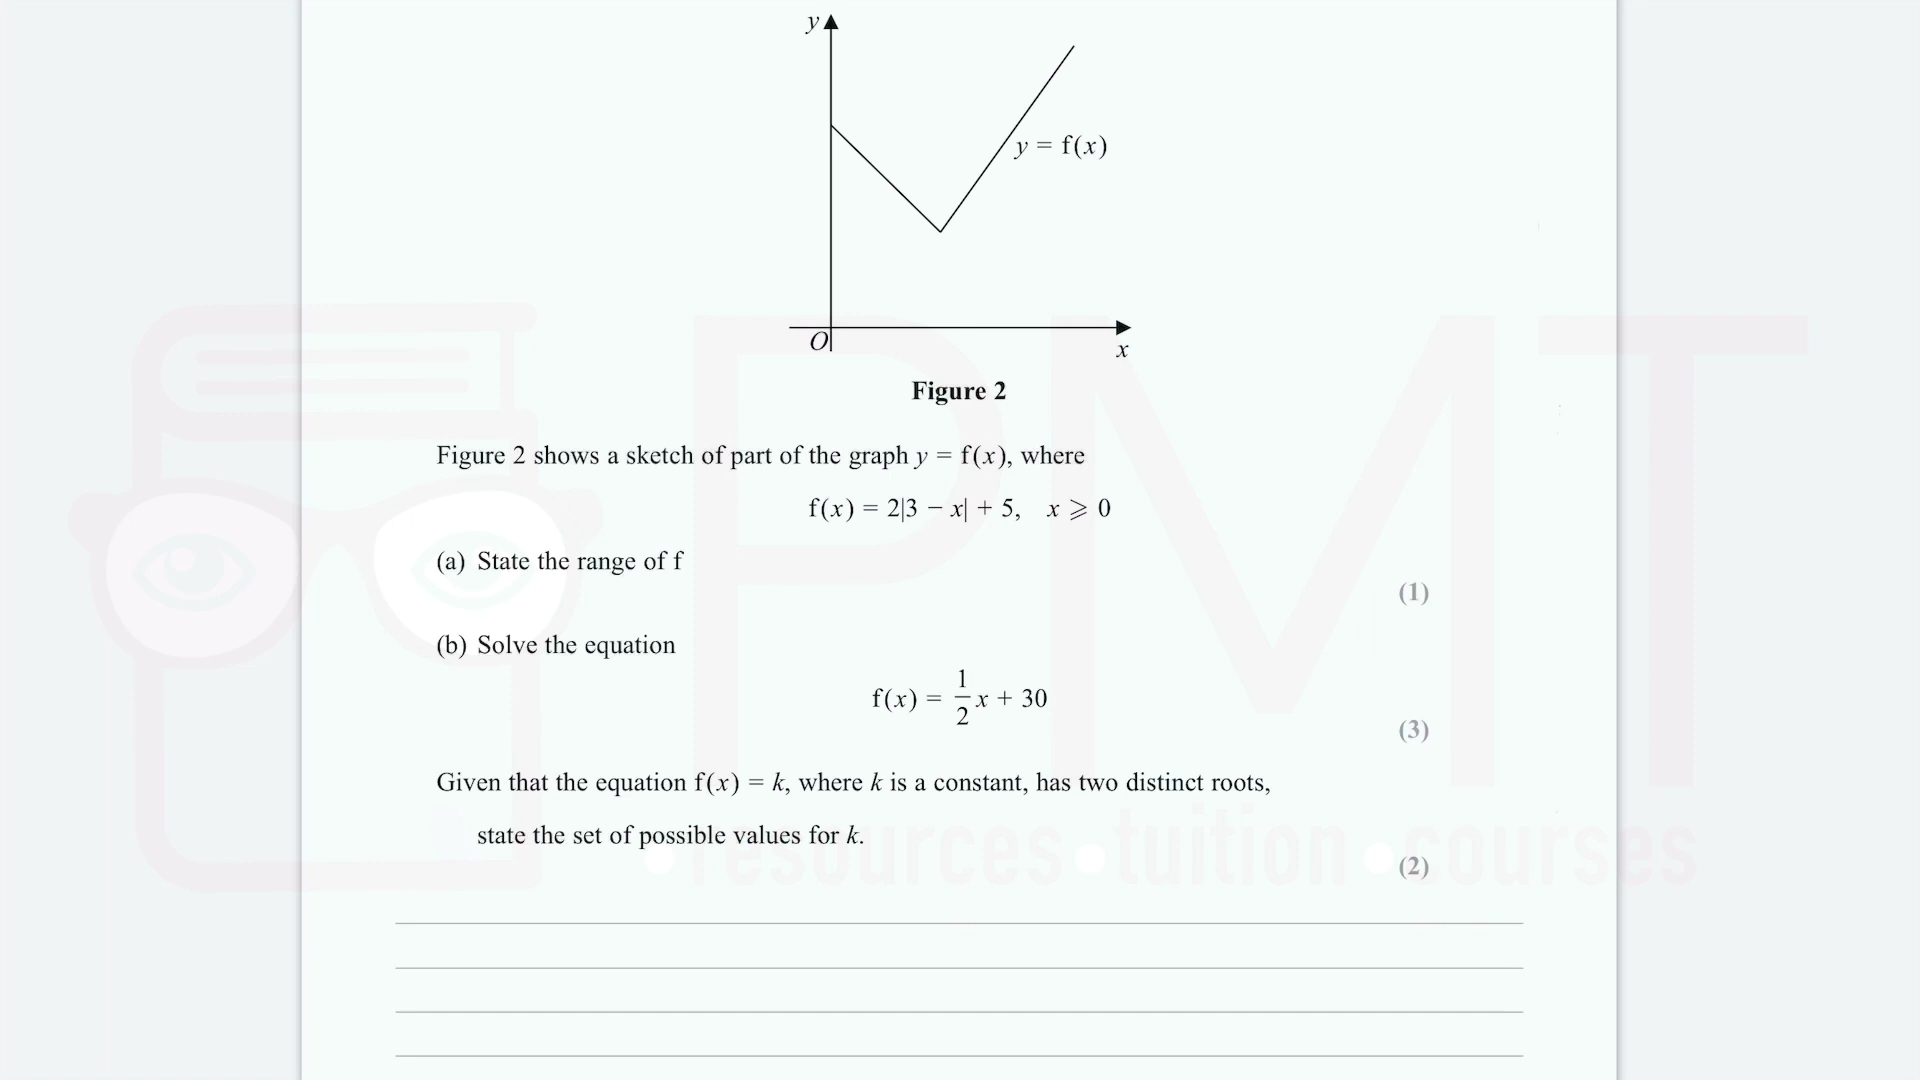 y
y = f(x)
O
x
Figure 2
Figure 2 shows a sketch of part of the graph y = f(x), where
f(x) = 2|3 − x| + 5, x ⩾ 0
(a) State the range of f
(1)
(b) Solve the equation
f(x) = 1/2 x + 30
(3)
Given that the equation f(x) = k, where k is a constant, has two distinct roots,
state the set of possible values for k.
(2)
PMT
resources • tuition • courses